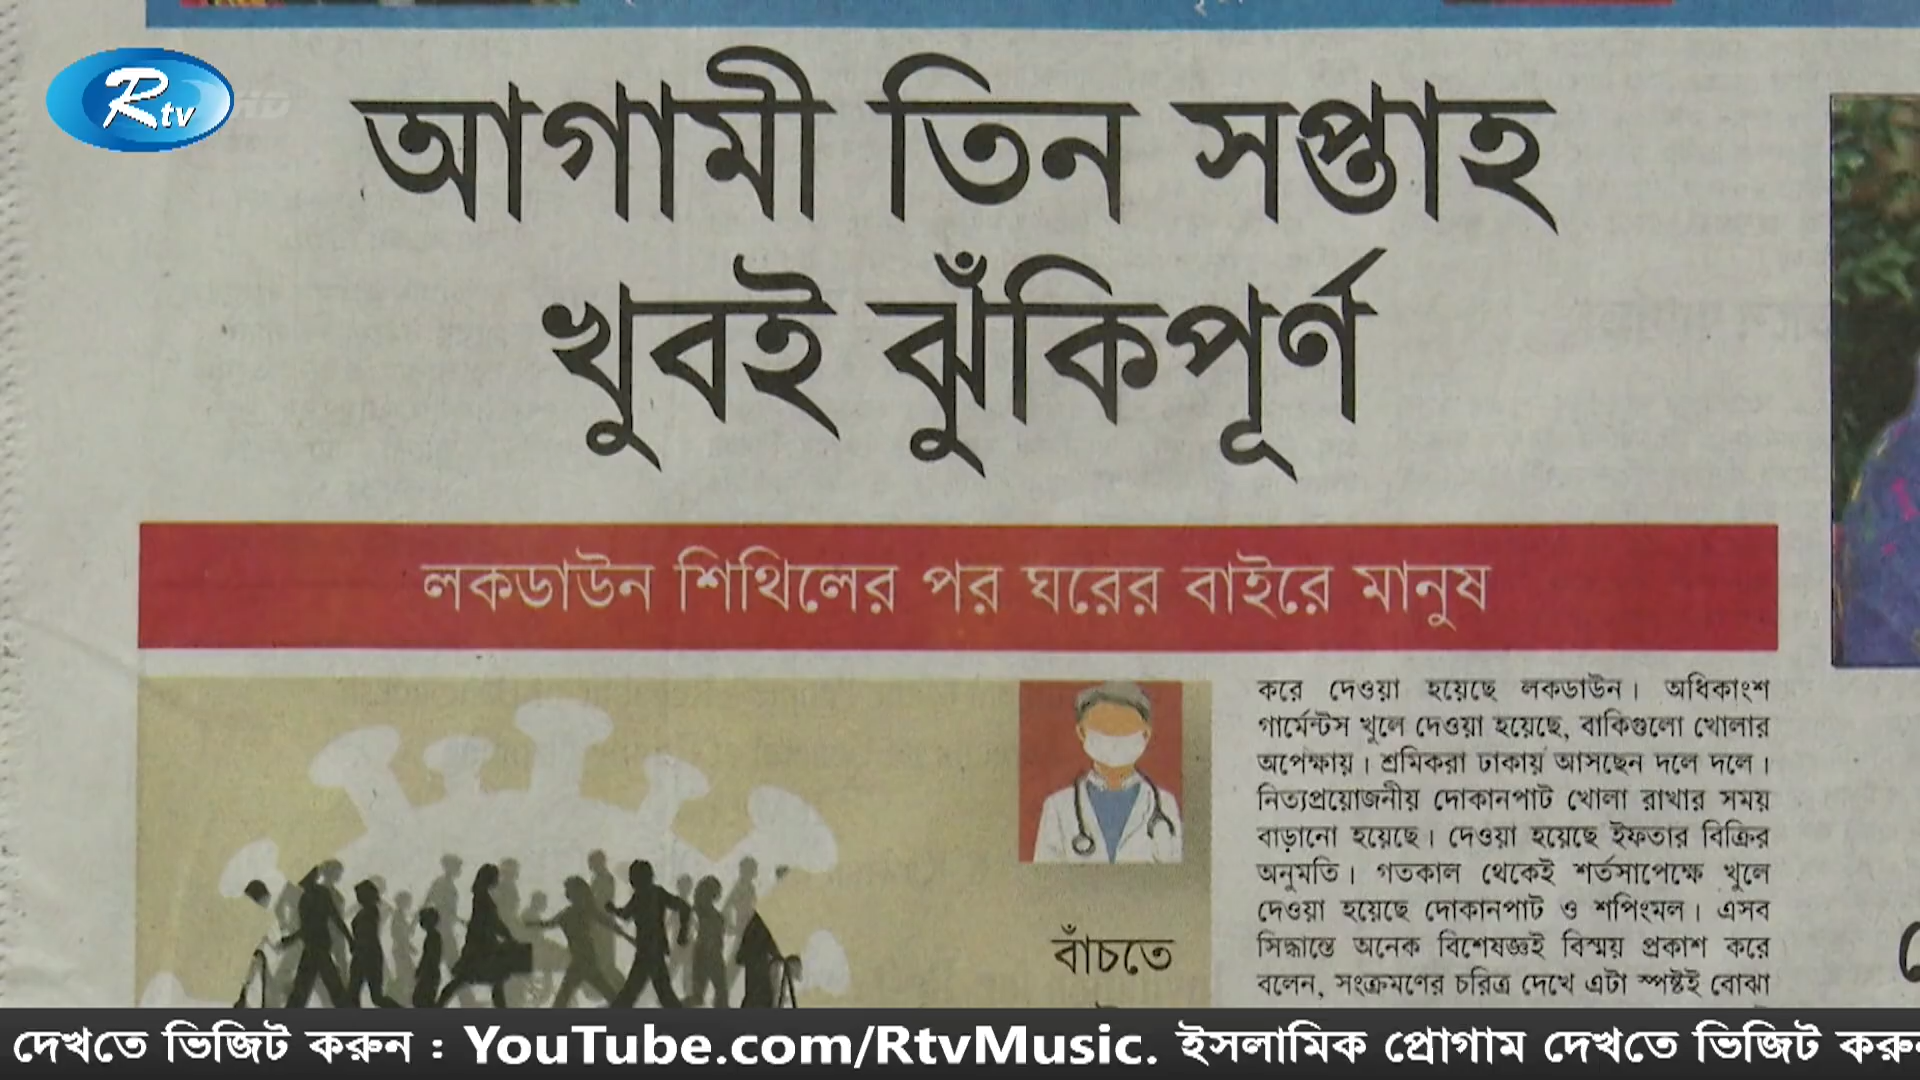 Rtv
HD
আগামী তিন সপ্তাহ
খুবই ঝুঁকিপূর্ণ
লকডাউন শিথিলের পর ঘরের বাইরে মানুষ
বাঁচতে
করে দেওয়া হয়েছে লকডাউন। অধিকাংশ
গার্মেন্টস খুলে দেওয়া হয়েছে, বাকিগুলো খোলার
অপেক্ষায়। শ্রমিকরা ঢাকায় আসছেন দলে দলে।
নিত্যপ্রয়োজনীয় দোকানপাট খোলা রাখার সময়
বাড়ানো হয়েছে। দেওয়া হয়েছে ইফতার বিক্রির
অনুমতি। গতকাল থেকেই শর্তসাপেক্ষে খুলে
দেওয়া হয়েছে দোকানপাট ও শপিংমল। এসব
সিদ্ধান্তে অনেক বিশেষজ্ঞই বিস্ময় প্রকাশ করে
বলেন, সংক্রমণের চরিত্র দেখে এটা স্পষ্টই বোঝা
দেখতে ভিজিট করুন : YouTube.com/RtvMusic. ইসলামিক প্রোগাম দেখতে ভিজিট করুন